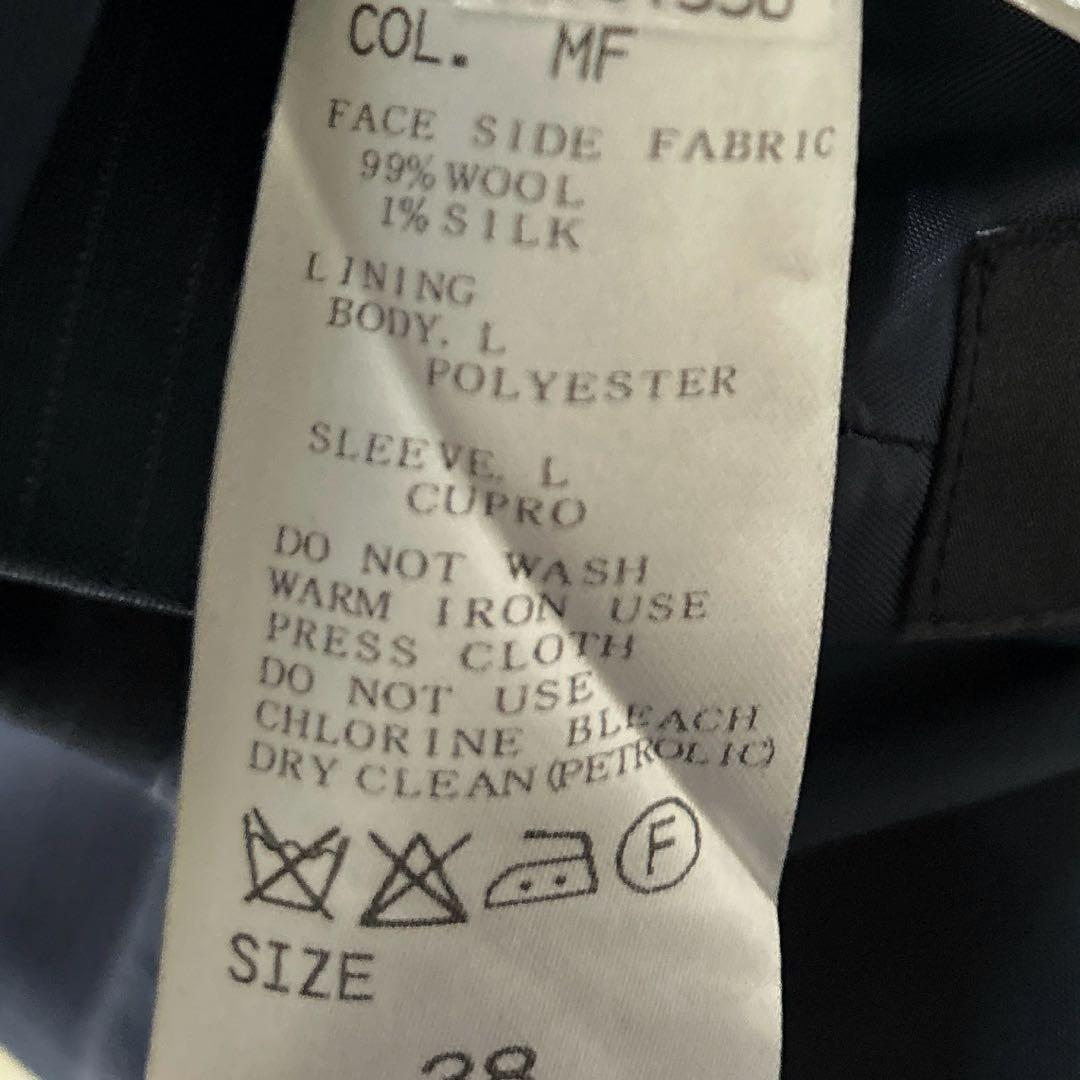 COL. MF
FACE SIDE FABRIC
99% WOOL
1% SILK
LINING
BODY. L
POLYESTER
SLEEVE. L
CUPRO
DO NOT WASH
WARM IRON USE
PRESS CLOTH
DO NOT USE
CHLORINE BLEACH
DRY CLEAN (PETROLIC)
F
SIZE
38